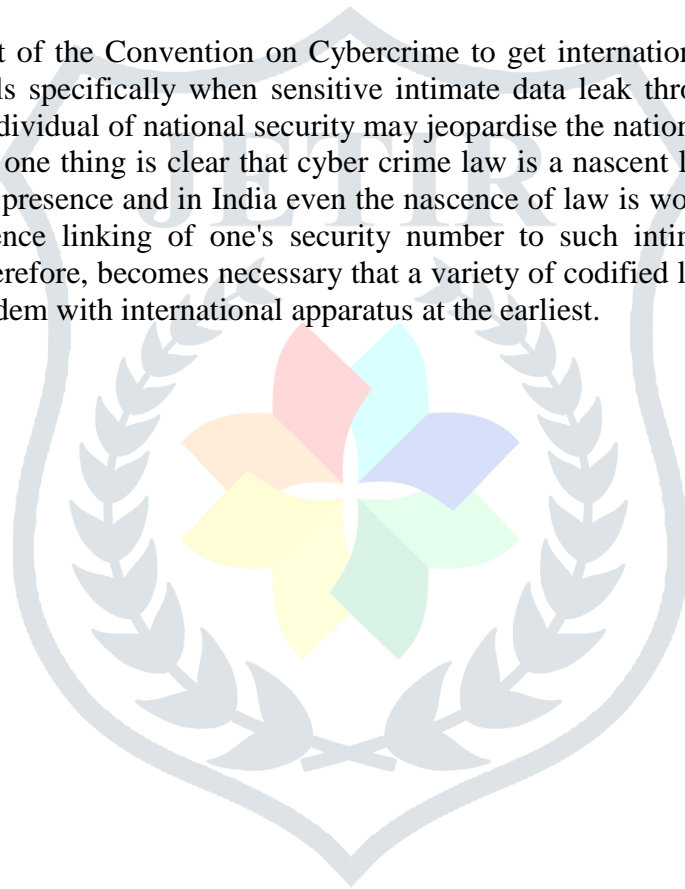 t of the Convention on Cybercrime to get internation
ls specifically when sensitive intimate data leak thro
dividual of national security may jeopardise the nation
one thing is clear that cyber crime law is a nascent l
presence and in India even the nascence of law is wo
ence linking of one's security number to such intim
erefore, becomes necessary that a variety of codified l
dem with international apparatus at the earliest.
JETIR